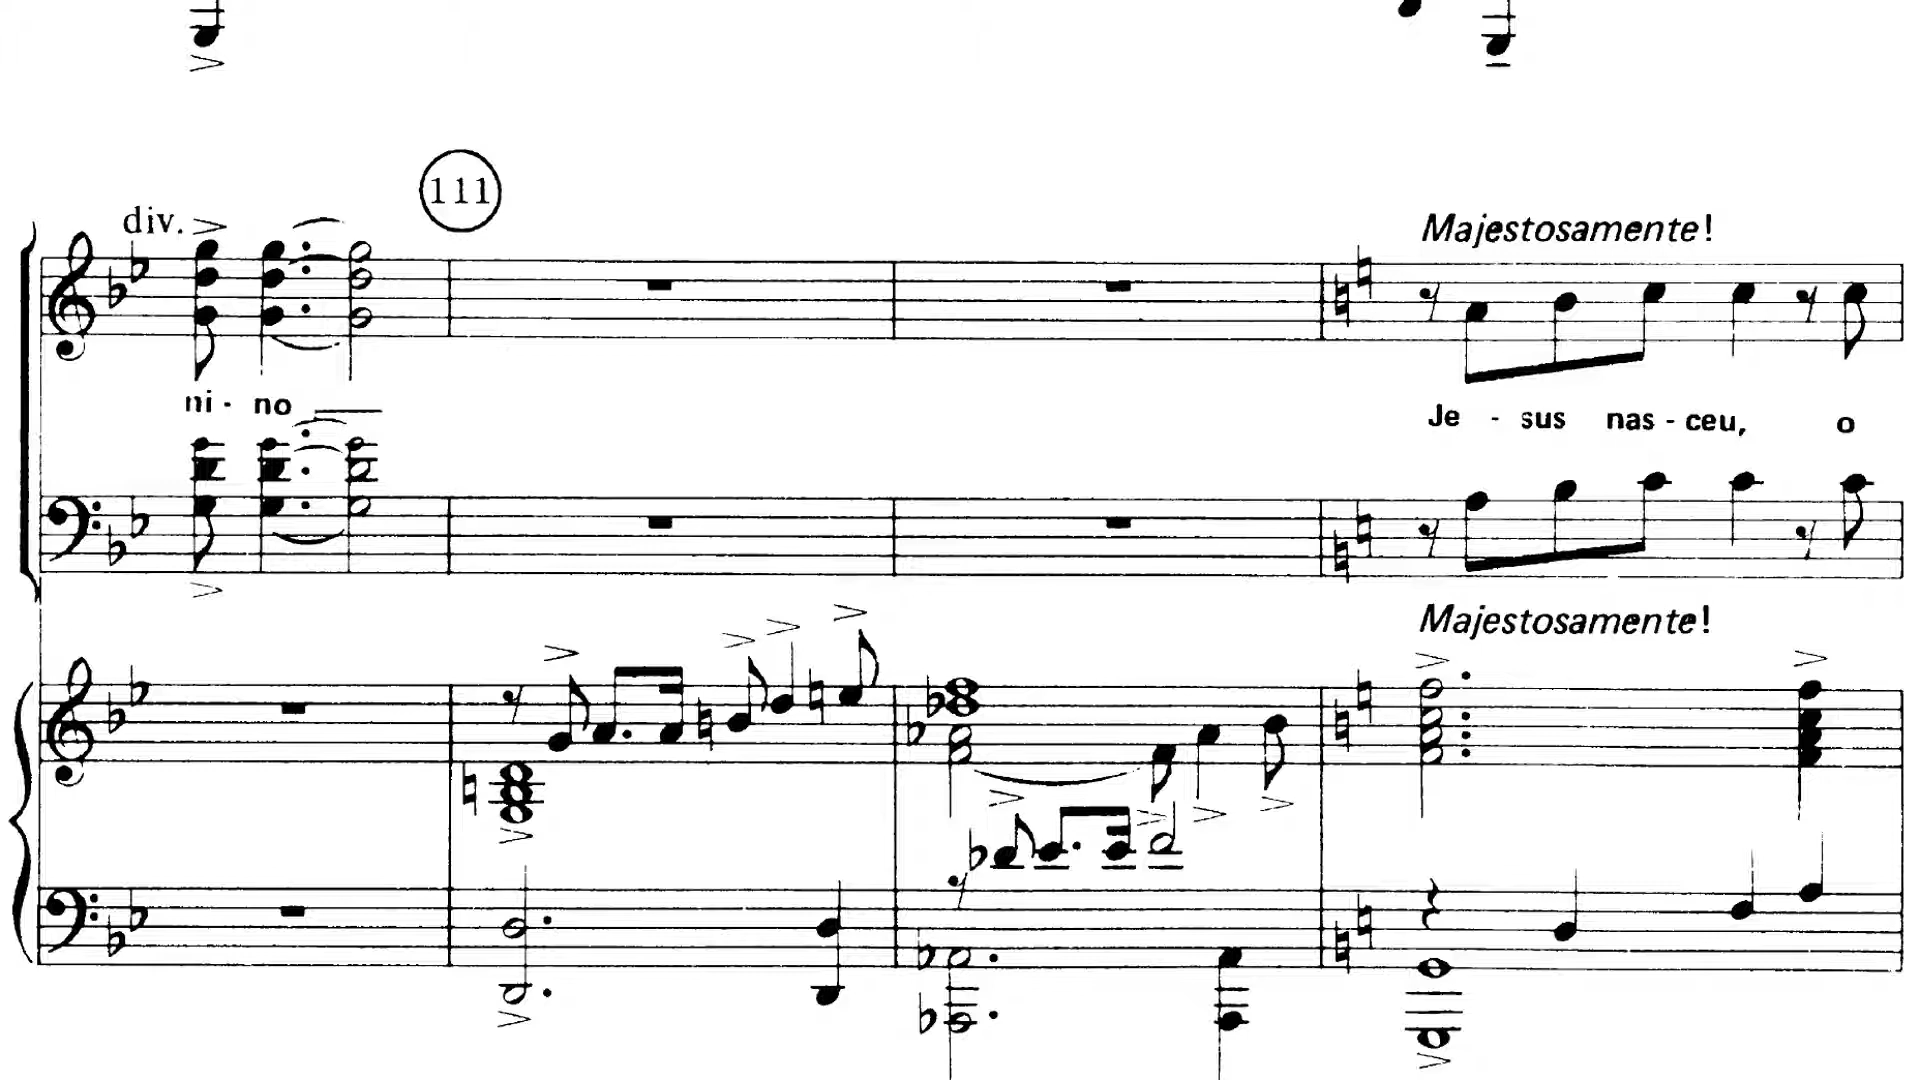 111
div.
Majestosamente!
ni - no
Je - sus nas - ceu, o
Majestosamente!